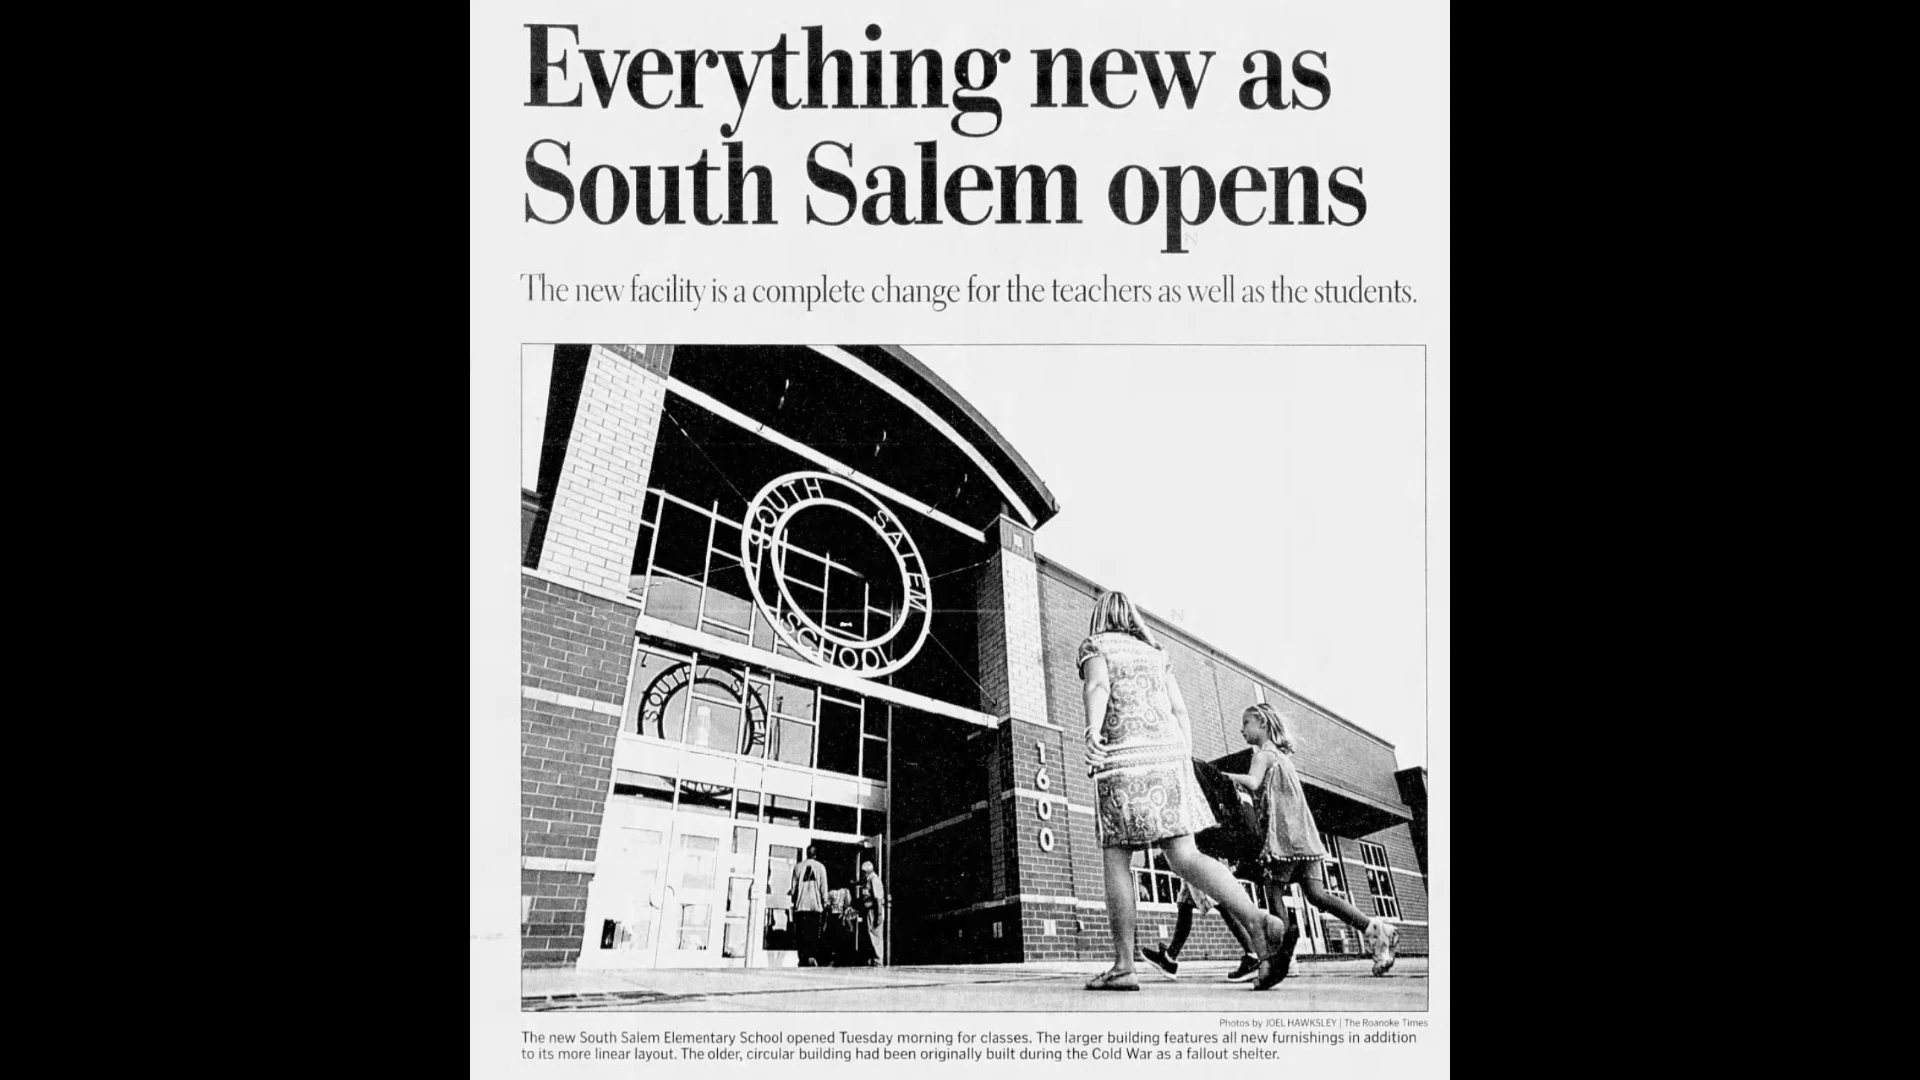 Everything new as
South Salem opens
The new facility is a complete change for the teachers as well as the students.
SOUTH SALEM
SCHOOL
SOUTH SALEM
1600
Photos by JOEL HAWKSLEY | The Roanoke Times
The new South Salem Elementary School opened Tuesday morning for classes. The larger building features all new furnishings in addition
to its more linear layout. The older, circular building had been originally built during the Cold War as a fallout shelter.